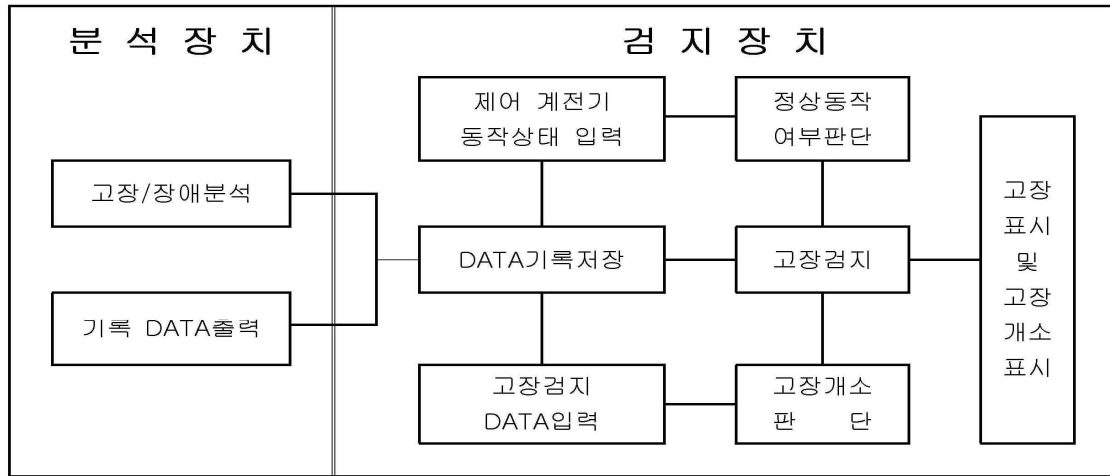 분 석 장 치
고장/장애분석
기록 DATA출력
검 지 장 치
제어 계전기
동작상태 입력
정상동작
여부판단
DATA기록저장
고장검지
고장검지
DATA입력
고장개소
판 단
고장
표시
및
고장
개소
표시